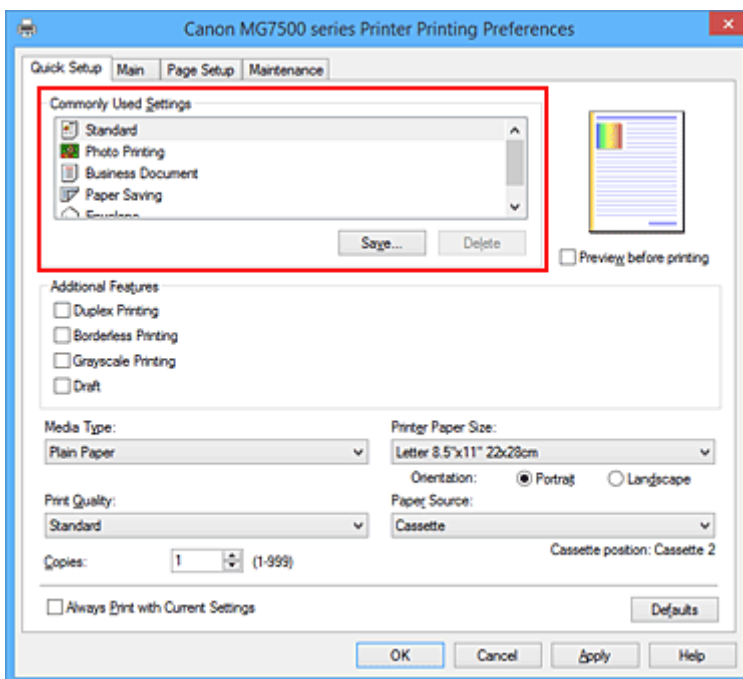 Canon MG7500 series Printer Printing Preferences
Quick Setup Main Page Setup Maintenance
Commonly Used Settings
Standard
Photo Printing
Business Document
Paper Saving
Envelope
Save... Delete
Preview before printing
Additional Features
Duplex Printing
Borderless Printing
Grayscale Printing
Draft
Media Type: Printer Paper Size:
Plain Paper Letter 8.5"x11" 22x28cm
Orientation: Portrait Landscape
Print Quality: Paper Source:
Standard Cassette
Cassette position: Cassette 2
Copies: 1 (1-999)
Always Print with Current Settings Defaults
OK Cancel Apply Help